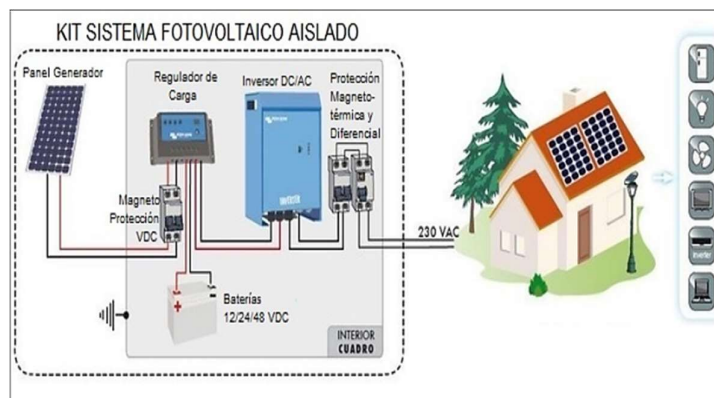 KIT SISTEMA FOTOVOLTAICO AISLADO
Panel Generador
Regulador de
Carga
Inversor DC/AC
Protección
Magneto-
térmica y
Diferencial
Magneto
Protección
VDC
230 VAC
Baterías
12/24/48 VDC
INTERIOR
CUADRO
Inverter